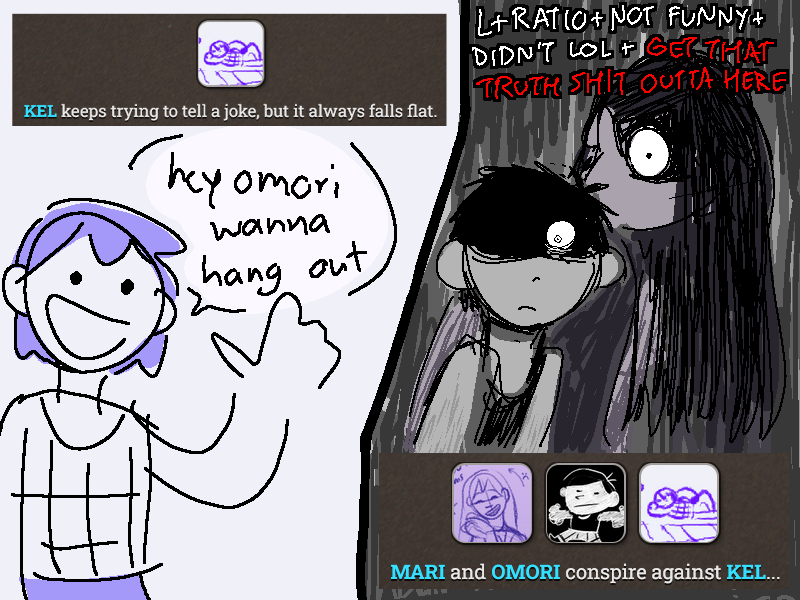 KEL keeps trying to tell a joke, but it always falls flat.
hey omori
wanna
hang out
L+RATIO+NOT FUNNY+
DIDN'T LOL + GET THAT
TRUTH SHIT OUTTA HERE
MARI and OMORI conspire against KEL...